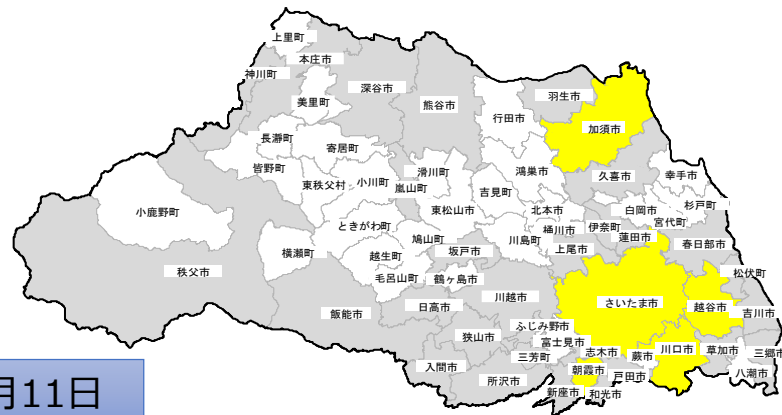 上里町
本庄市
神川町
深谷市
熊谷市
羽生市
美里町
行田市
加須市
長瀞町
寄居町
皆野町
滑川町
鴻巣市
久喜市
幸手市
東秩父村
小川町
嵐山町
吉見町
小鹿野町
東松山市
北本市
白岡市
杉戸町
宮代町
ときがわ町
鳩山町
川島町
桶川市
伊奈町
蓮田市
上尾市
春日部市
横瀬町
越生町
坂戸市
秩父市
毛呂山町
鶴ヶ島市
川越市
さいたま市
越谷市
松伏町
吉川市
飯能市
日高市
ふじみ野市
狭山市
富士見市
三芳町
志木市
蕨市
川口市
草加市
三郷市
入間市
所沢市
朝霞市
戸田市
八潮市
新座市
和光市
月11日